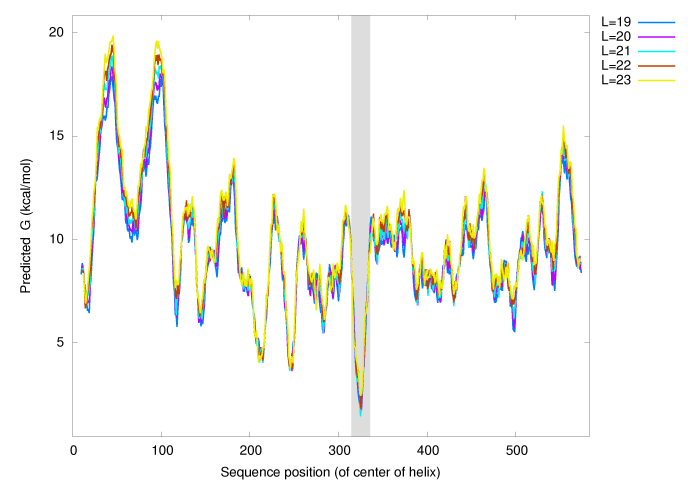 L=19
L=20
L=21
L=22
L=23
20
15
10
5
Predicted G (kcal/mol)
0
100
200
300
400
500
Sequence position (of center of helix)